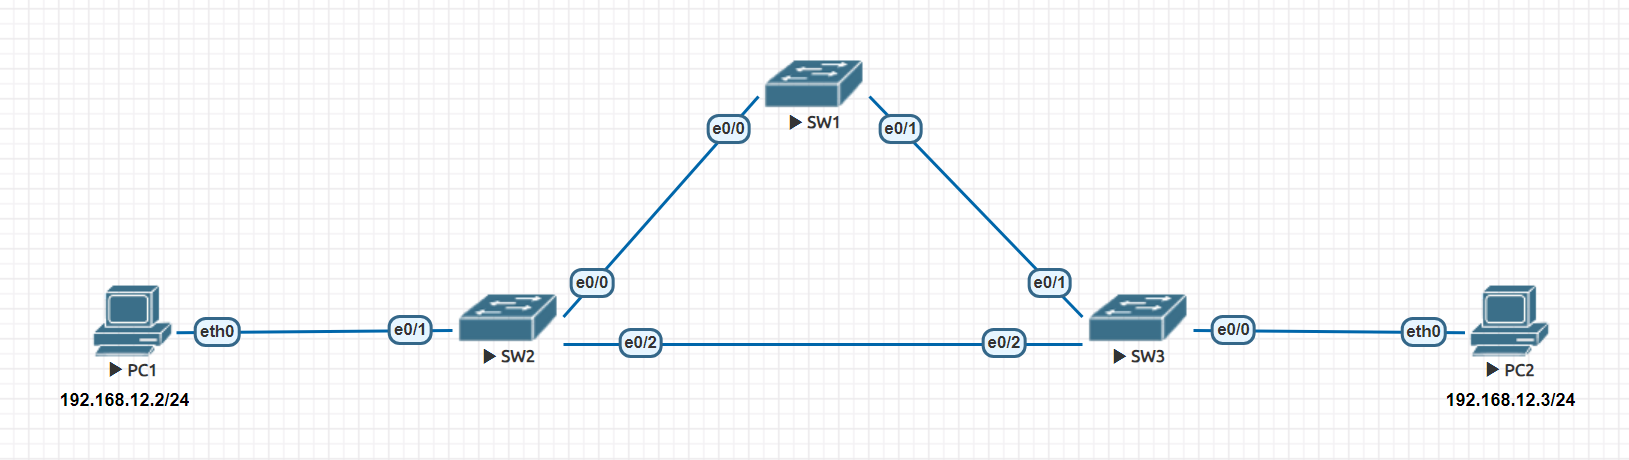 e0/0
e0/1
SW1
e0/0
e0/1
eth0
e0/1
e0/2
e0/2
e0/0
eth0
SW2
SW3
PC1
PC2
192.168.12.2/24
192.168.12.3/24